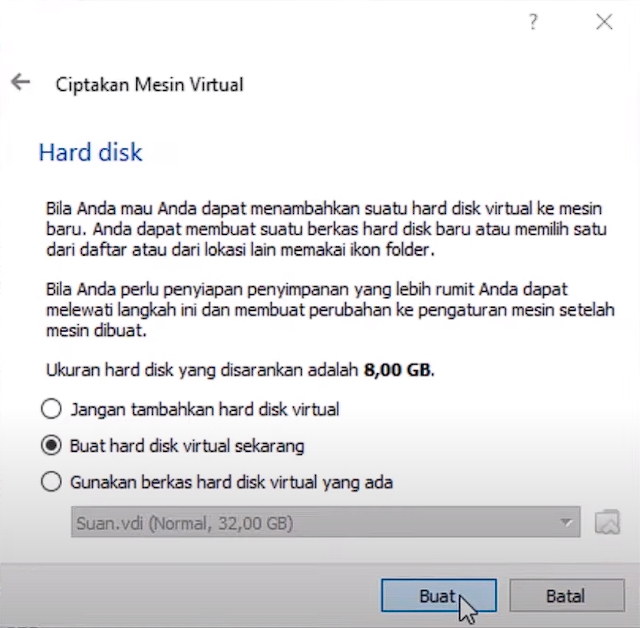 ?
Ciptakan Mesin Virtual
Hard disk
Bila Anda mau Anda dapat menambahkan suatu hard disk virtual ke mesin
baru. Anda dapat membuat suatu berkas hard disk baru atau memilih satu
dari daftar atau dari lokasi lain memakai ikon folder.
Bila Anda perlu penyiapan penyimpanan yang lebih rumit Anda dapat
melewati langkah ini dan membuat perubahan ke pengaturan mesin setelah
mesin dibuat.
Ukuran hard disk yang disarankan adalah 8,00 GB.
Jangan tambahkan hard disk virtual
Buat hard disk virtual sekarang
Gunakan berkas hard disk virtual yang ada
Suan.vdi (Normal, 32,00 GB)
Buat
Batal